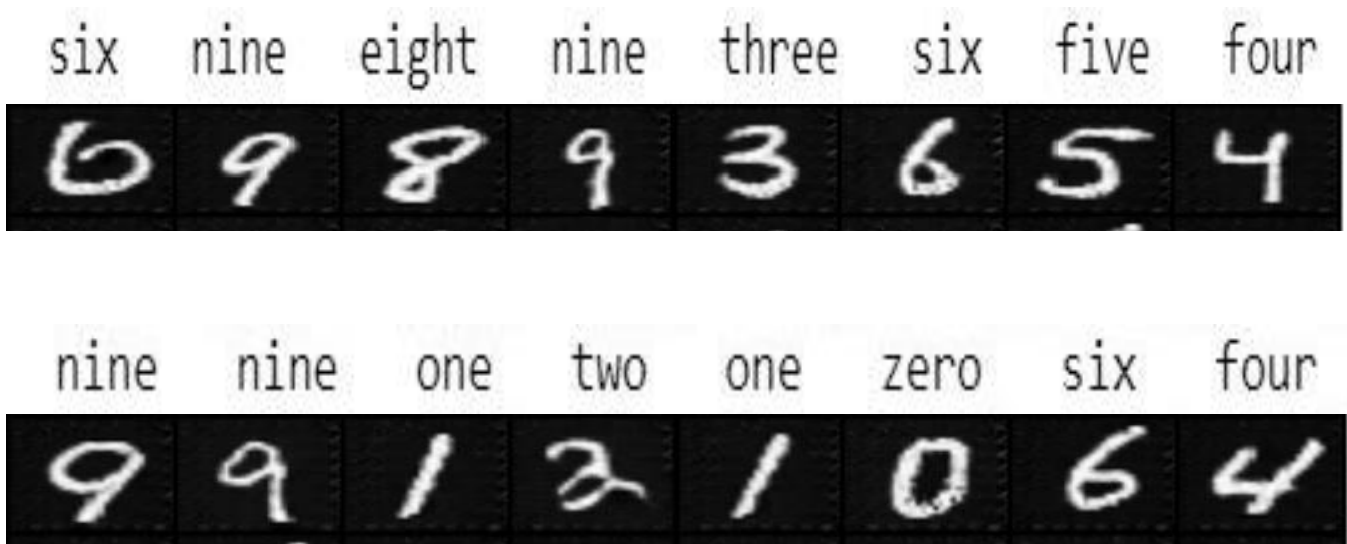 six nine eight nine three six five four
6 9 8 9 3 6 5 4
nine nine one two one zero six four
9 9 1 2 1 0 6 4